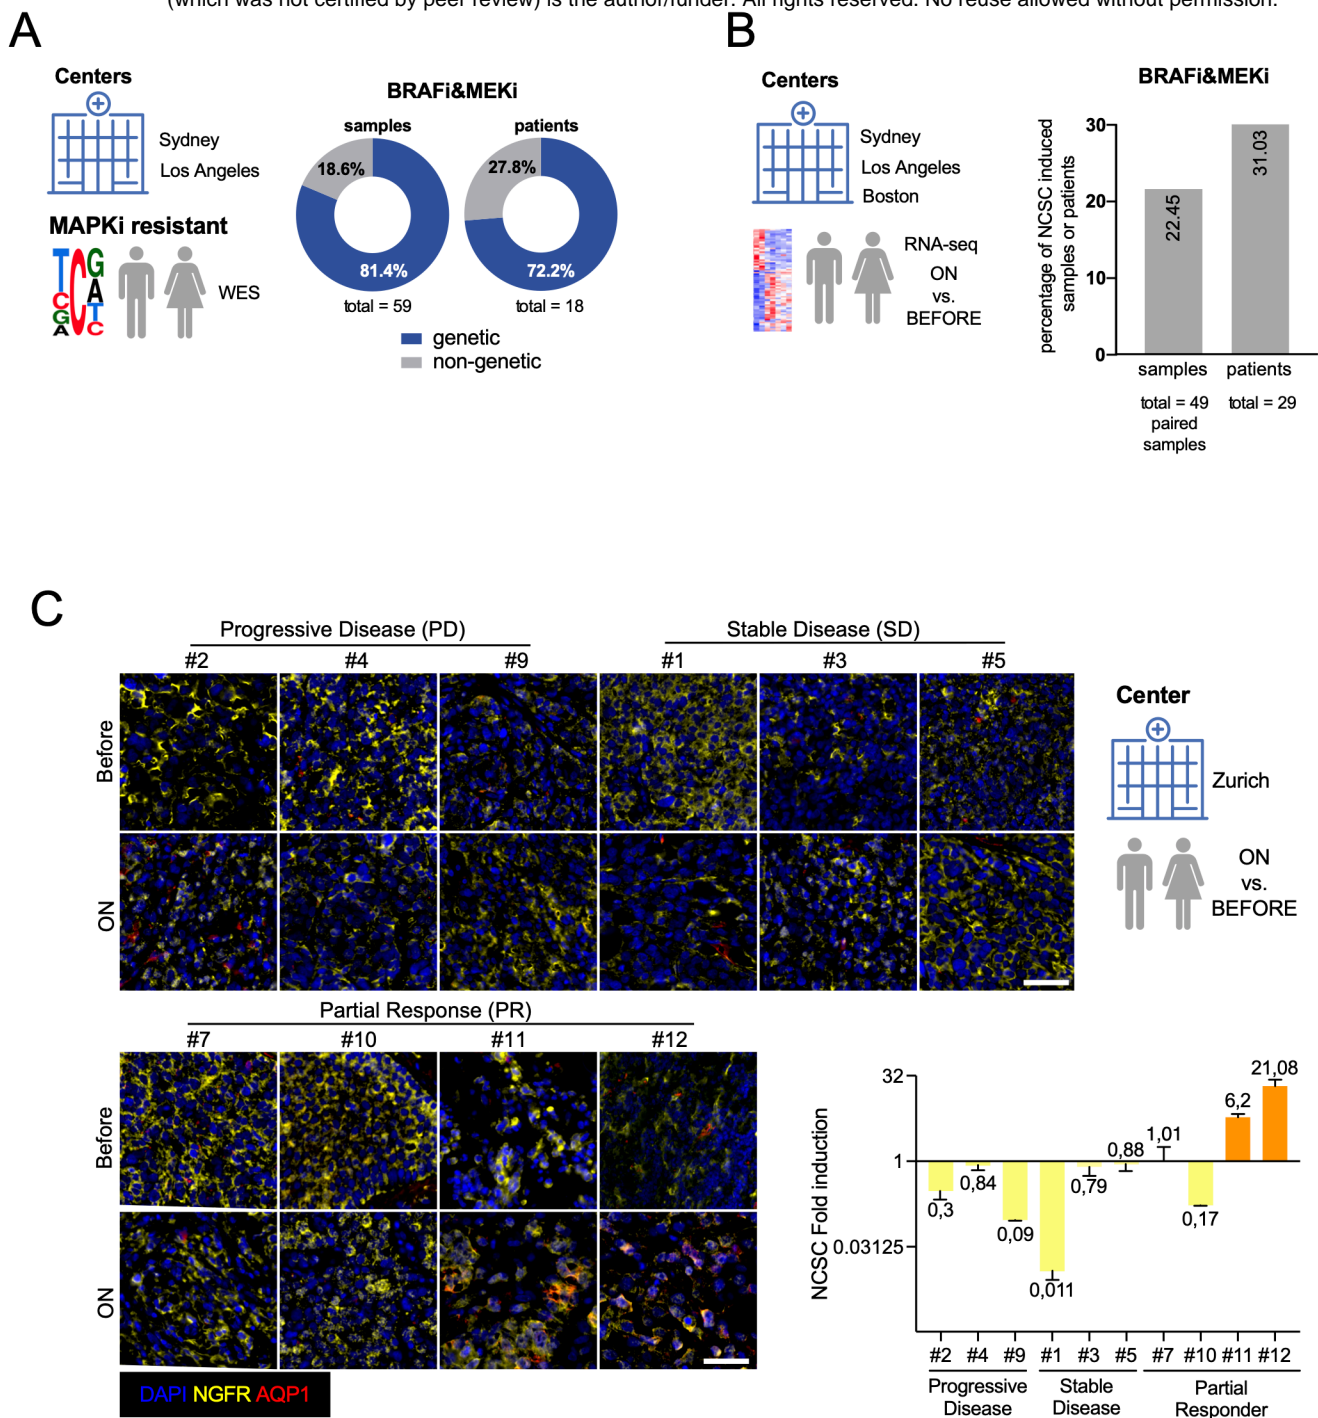 (which was not certified by peer review) is the author/funder. All rights reserved. No reuse allowed without permission.
A
Centers
Sydney
Los Angeles
MAPKi resistant
T C G
C A
G T
A C
WES
BRAFi&MEKi
samples
patients
18.6%
27.8%
81.4%
72.2%
total = 59
total = 18
genetic
non-genetic
B
Centers
Sydney
Los Angeles
Boston
RNA-seq
ON
vs.
BEFORE
BRAFi&MEKi
percentage of NCSC induced
samples or patients
30
20
10
0
22.45
31.03
samples
patients
total = 49
paired
samples
total = 29
C
Progressive Disease (PD)
Stable Disease (SD)
#2
#4
#9
#1
#3
#5
Before
ON
Center
Zurich
ON
vs.
BEFORE
Partial Response (PR)
#7
#10
#11
#12
Before
ON
DAPI NGFR AQP1
NCSC Fold induction
32
1
0.03125
0,3
0,84
0,09
0,011
0,79
0,88
1,01
0,17
6,2
21,08
#2
#4
#9
#1
#3
#5
#7
#10
#11
#12
Progressive
Disease
Stable
Disease
Partial
Responder